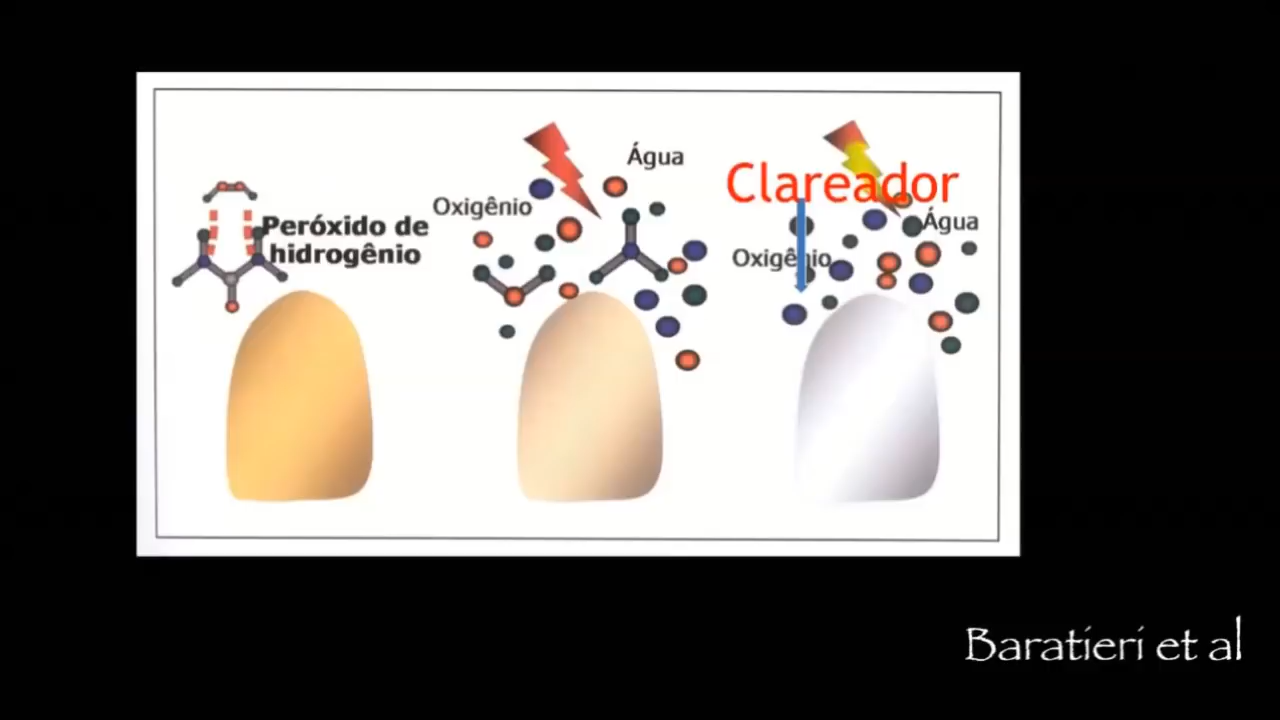 Peróxido de
hidrogênio
Oxigênio
Água
Clareador
Oxigênio
Água
Baratieri et al